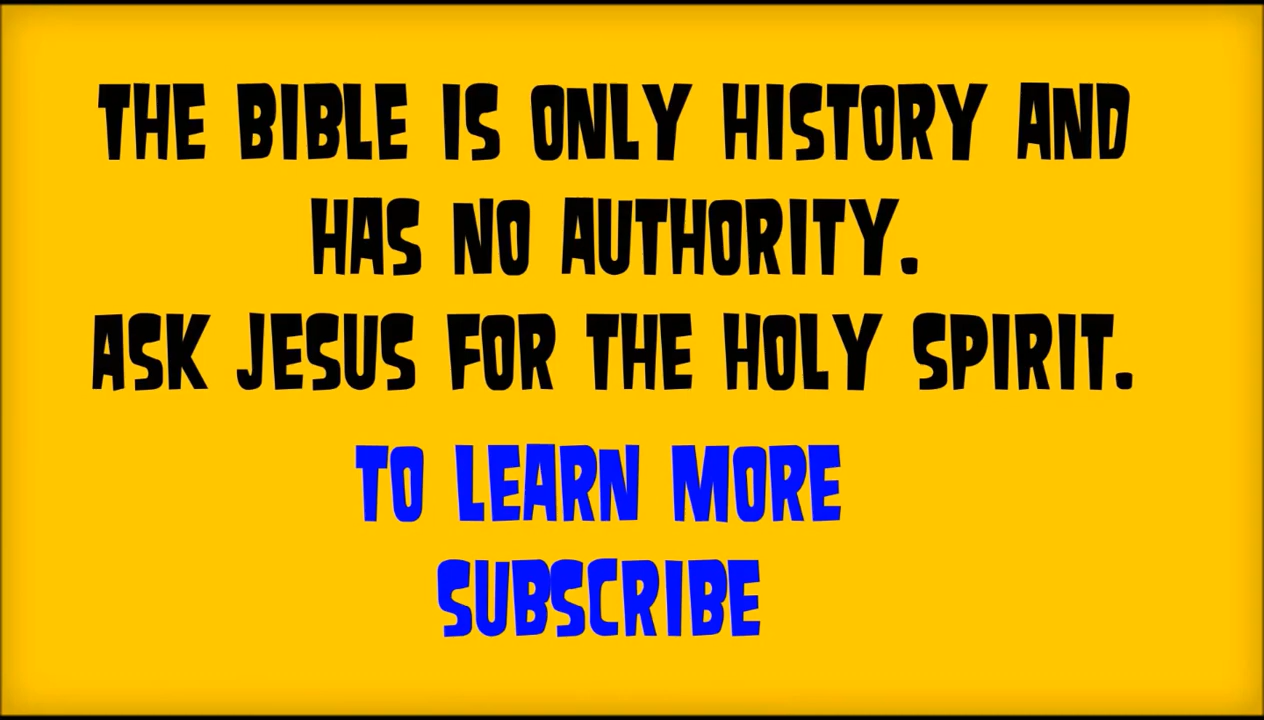 THE BIBLE IS ONLY HISTORY AND
HAS NO AUTHORITY.
ASK JESUS FOR THE HOLY SPIRIT.
TO LEARN MORE
SUBSCRIBE